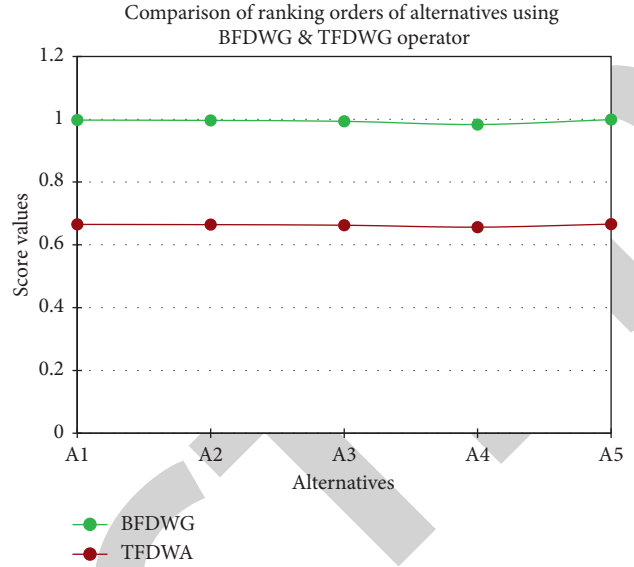 Comparison of ranking orders of alternatives using
BFDWG & TFDWG operator
1.2
1
0.8
0.6
0.4
0.2
0
Score values
A1 A2 A3 A4 A5
Alternatives
BFDWG
TFDWA